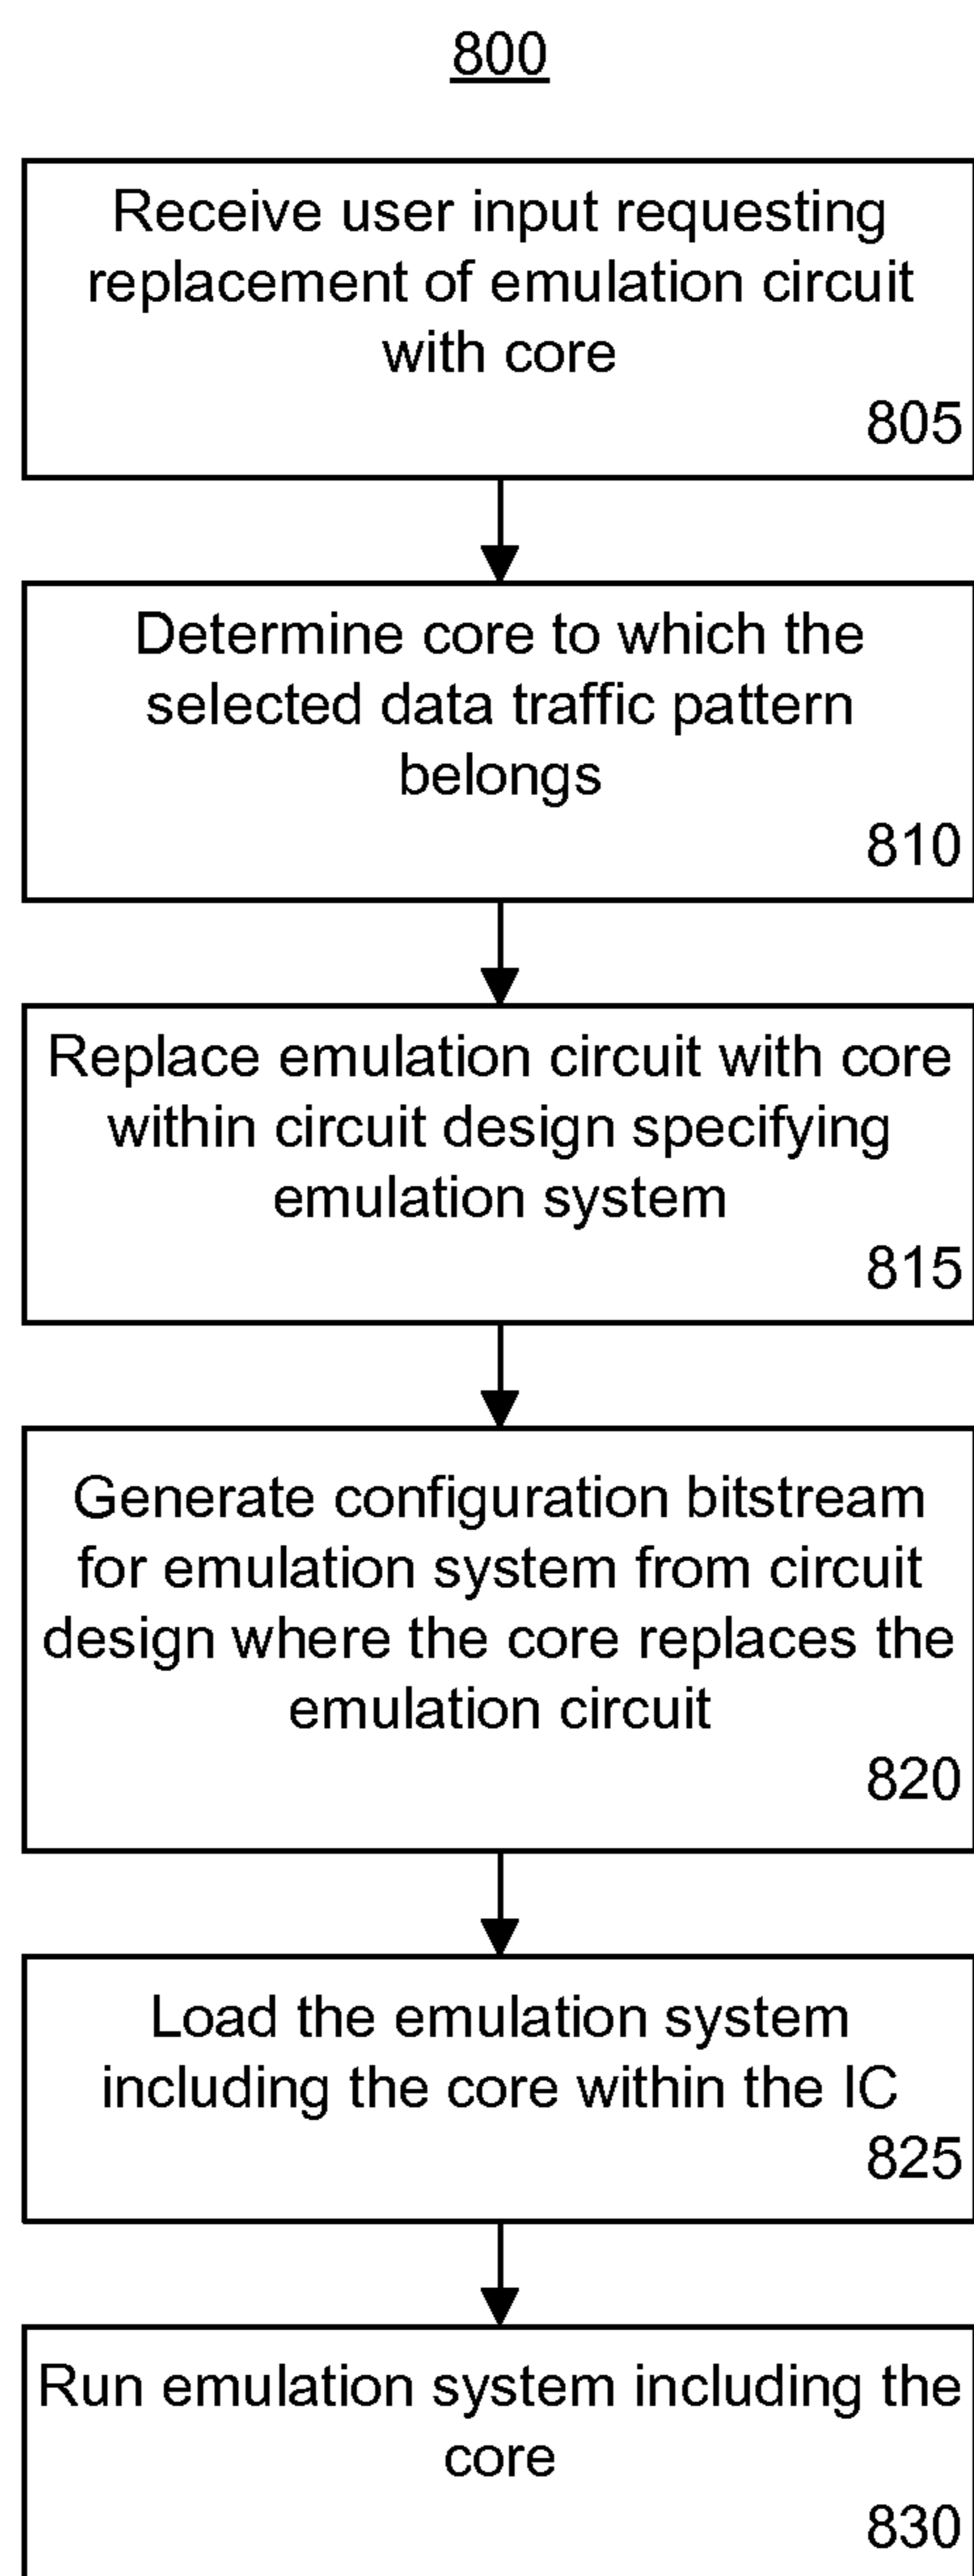 800
Receive user input requesting
replacement of emulation circuit
with core
805
Determine core to which the
selected data traffic pattern
belongs
810
Replace emulation circuit with core
within circuit design specifying
emulation system
815
Generate configuration bitstream
for emulation system from circuit
design where the core replaces the
emulation circuit
820
Load the emulation system
including the core within the IC
825
Run emulation system including the
core
830